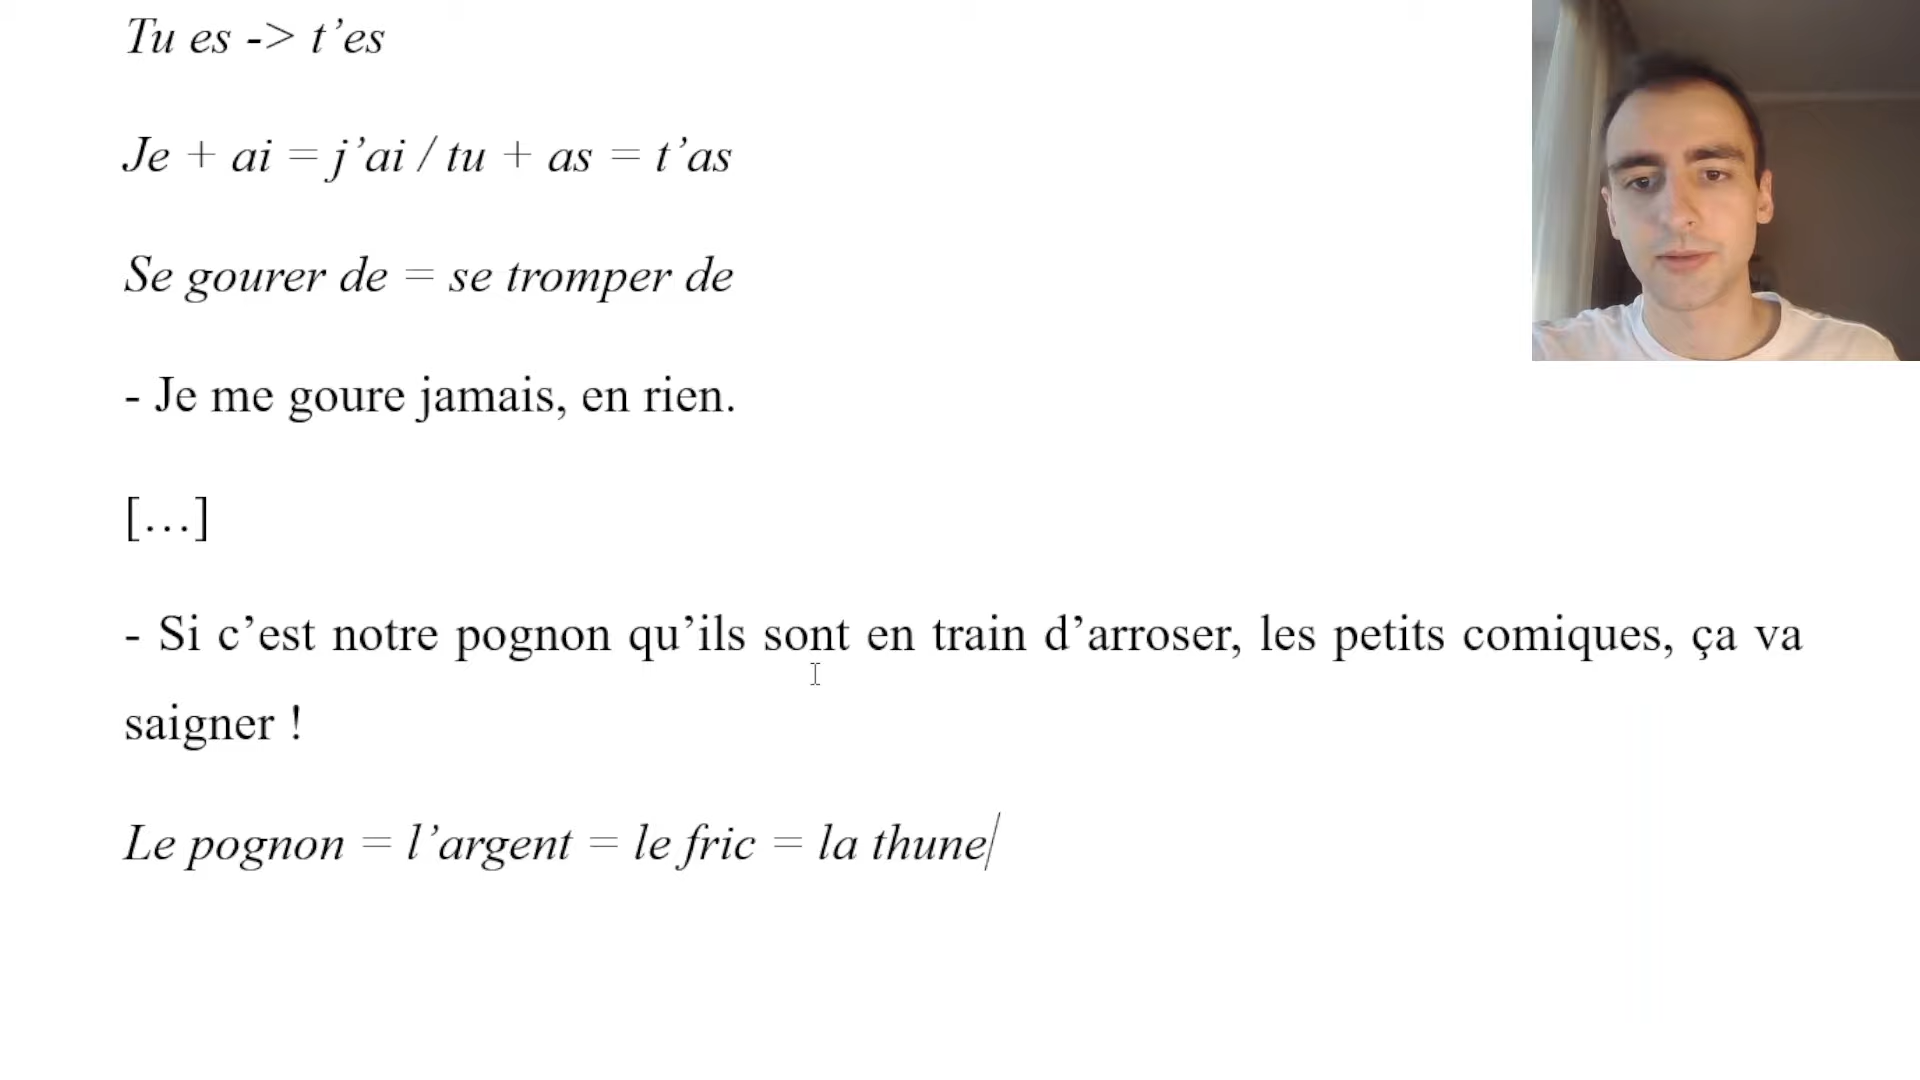 Tu es -> t’es
Je + ai = j’ai / tu + as = t’as
Se gourer de = se tromper de
- Je me goure jamais, en rien.
[…]
- Si c’est notre pognon qu’ils sont en train d’arroser, les petits comiques, ça va
saigner !
Le pognon = l’argent = le fric = la thune